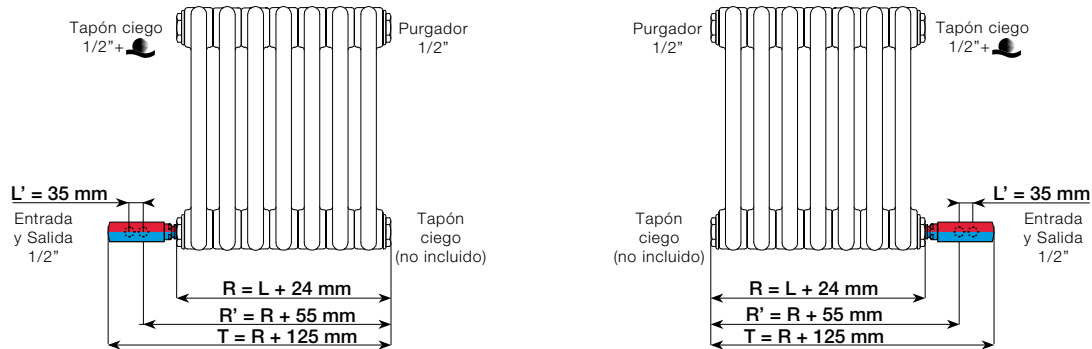 Tapón ciego
1/2”+
Purgador
1/2”
L’ = 35 mm
Entrada
y Salida
1/2”
Tapón
ciego
(no incluido)
R = L + 24 mm
R’ = R + 55 mm
T = R + 125 mm
Purgador
1/2”
Tapón ciego
1/2”+
L’ = 35 mm
Tapón
ciego
(no incluido)
Entrada
y Salida
1/2”
R = L + 24 mm
R’ = R + 55 mm
T = R + 125 mm